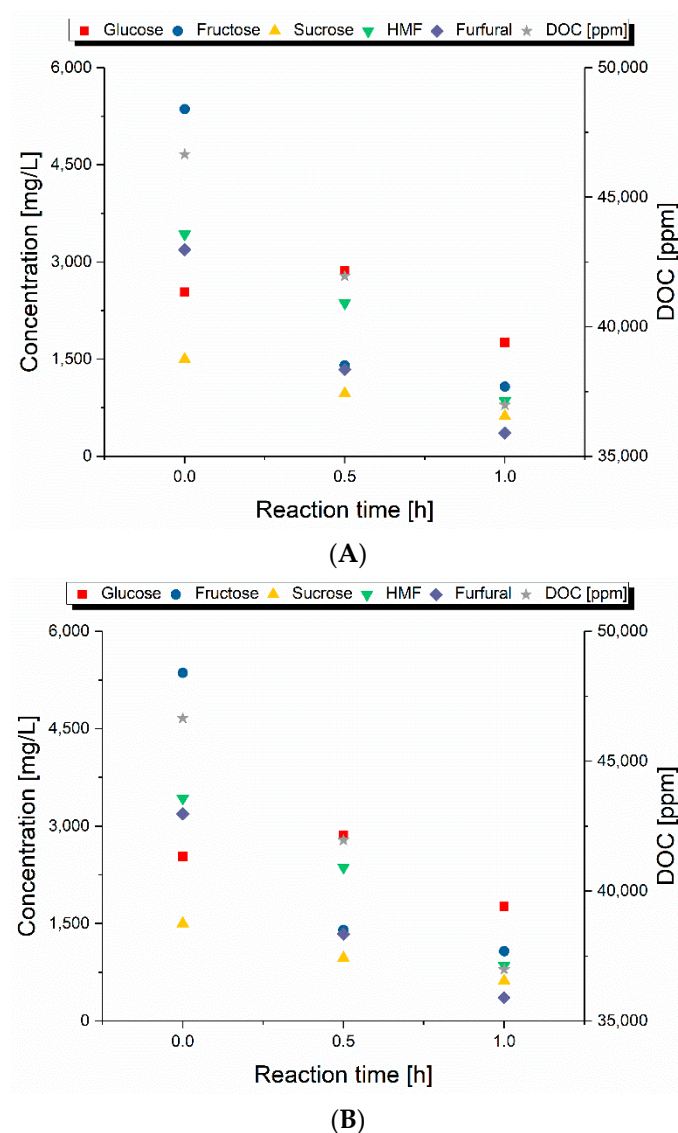 Glucose Fructose Sucrose HMF Furfural DOC [ppm]
6,000
4,500
3,000
1,500
0
Concentration [mg/L]
50,000
45,000
40,000
35,000
DOC [ppm]
0.0 0.5 1.0
Reaction time [h]
(A)
Glucose Fructose Sucrose HMF Furfural DOC [ppm]
6,000
4,500
3,000
1,500
0
Concentration [mg/L]
50,000
45,000
40,000
35,000
DOC [ppm]
0.0 0.5 1.0
Reaction time [h]
(B)